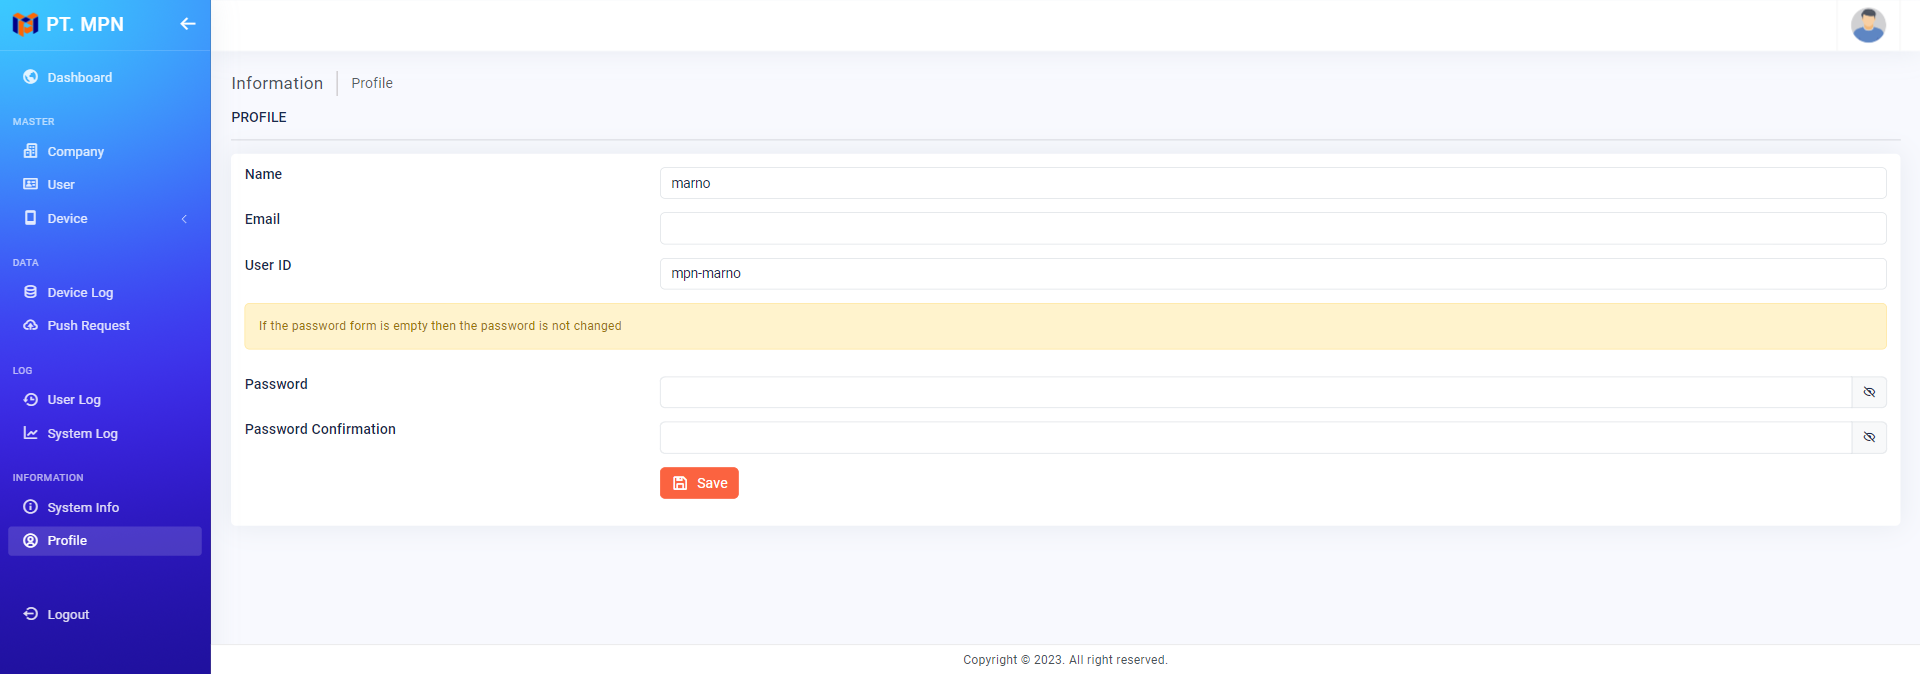 PT. MPN
Dashboard
MASTER
Company
User
Device
DATA
Device Log
Push Request
LOG
User Log
System Log
INFORMATION
System Info
Profile
Logout
Information
Profile
PROFILE
Name
marno
Email
User ID
mpn-marno
If the password form is empty then the password is not changed
Password
Password Confirmation
Save
Copyright © 2023. All right reserved.